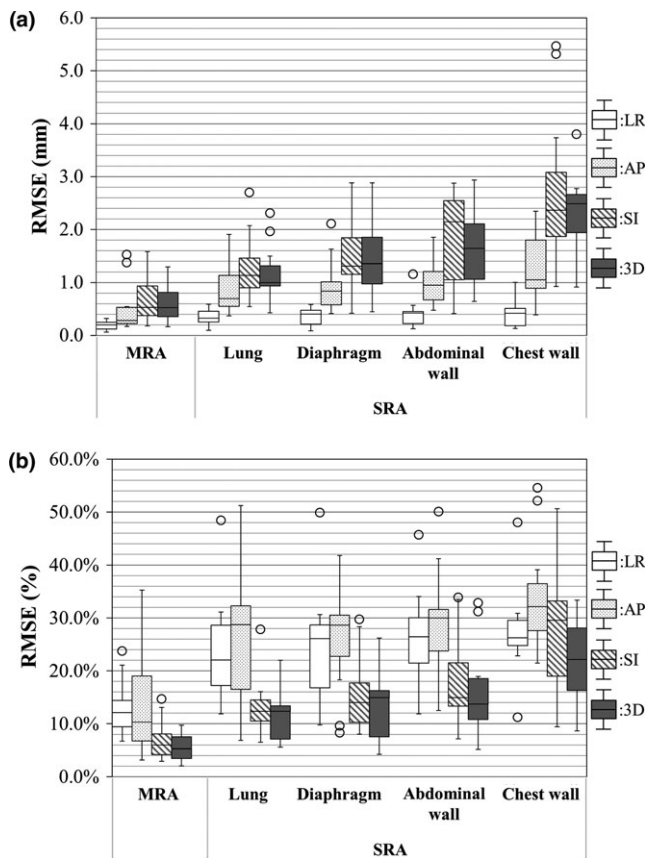 (a)
RMSE (mm)
6.0
5.0
4.0
3.0
2.0
1.0
0.0
MRA Lung Diaphragm Abdominal wall Chest wall
SRA
:LR
:AP
:SI
:3D
(b)
RMSE (%)
60.0%
50.0%
40.0%
30.0%
20.0%
10.0%
0.0%
MRA Lung Diaphragm Abdominal wall Chest wall
SRA
:LR
:AP
:SI
:3D